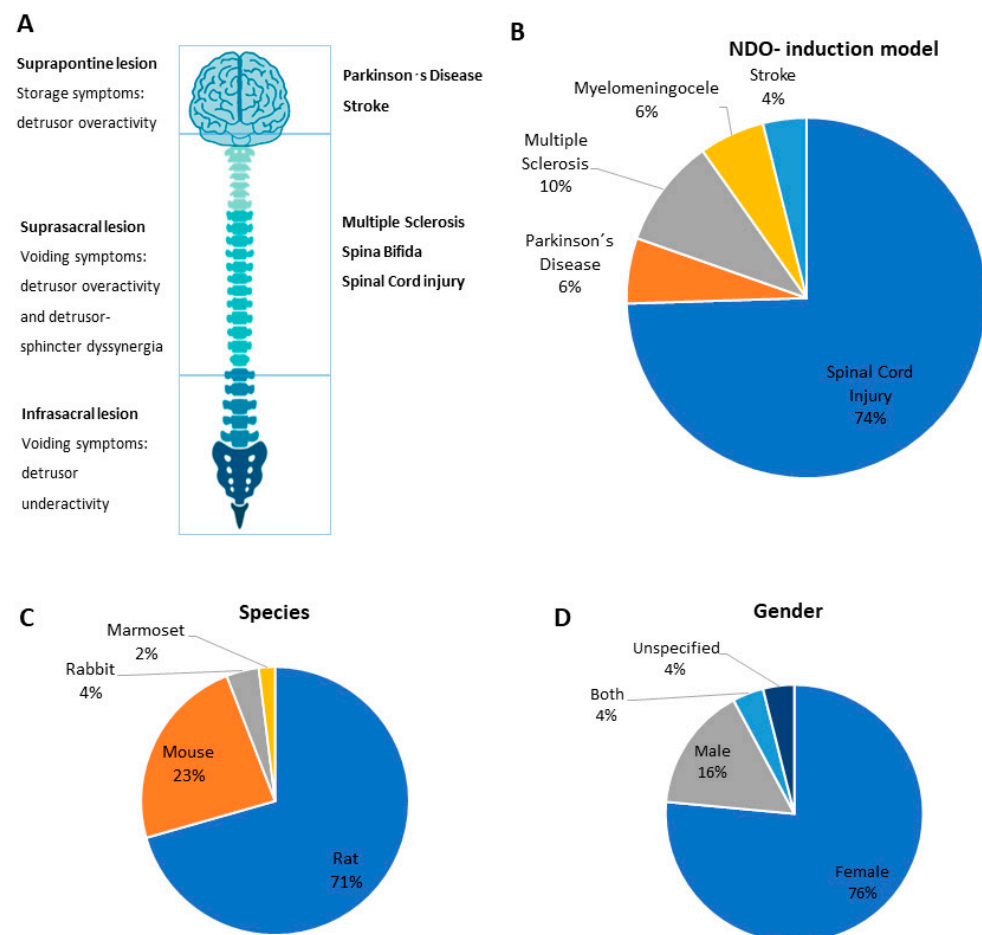 A
Suprapontine lesion
Storage symptoms:
detrusor overactivity
Parkinson·s Disease
Stroke
Suprasacral lesion
Voiding symptoms:
detrusor overactivity
and detrusor-
sphincter dyssynergia
Multiple Sclerosis
Spina Bifida
Spinal Cord injury
Infrasacral lesion
Voiding symptoms:
detrusor
underactivity
B
NDO- induction model
Stroke
4%
Myelomeningocele
6%
Multiple
Sclerosis
10%
Parkinson´s
Disease
6%
Spinal Cord
Injury
74%
C
Species
Marmoset
2%
Rabbit
4%
Mouse
23%
Rat
71%
D
Gender
Unspecified
4%
Both
4%
Male
16%
Female
76%